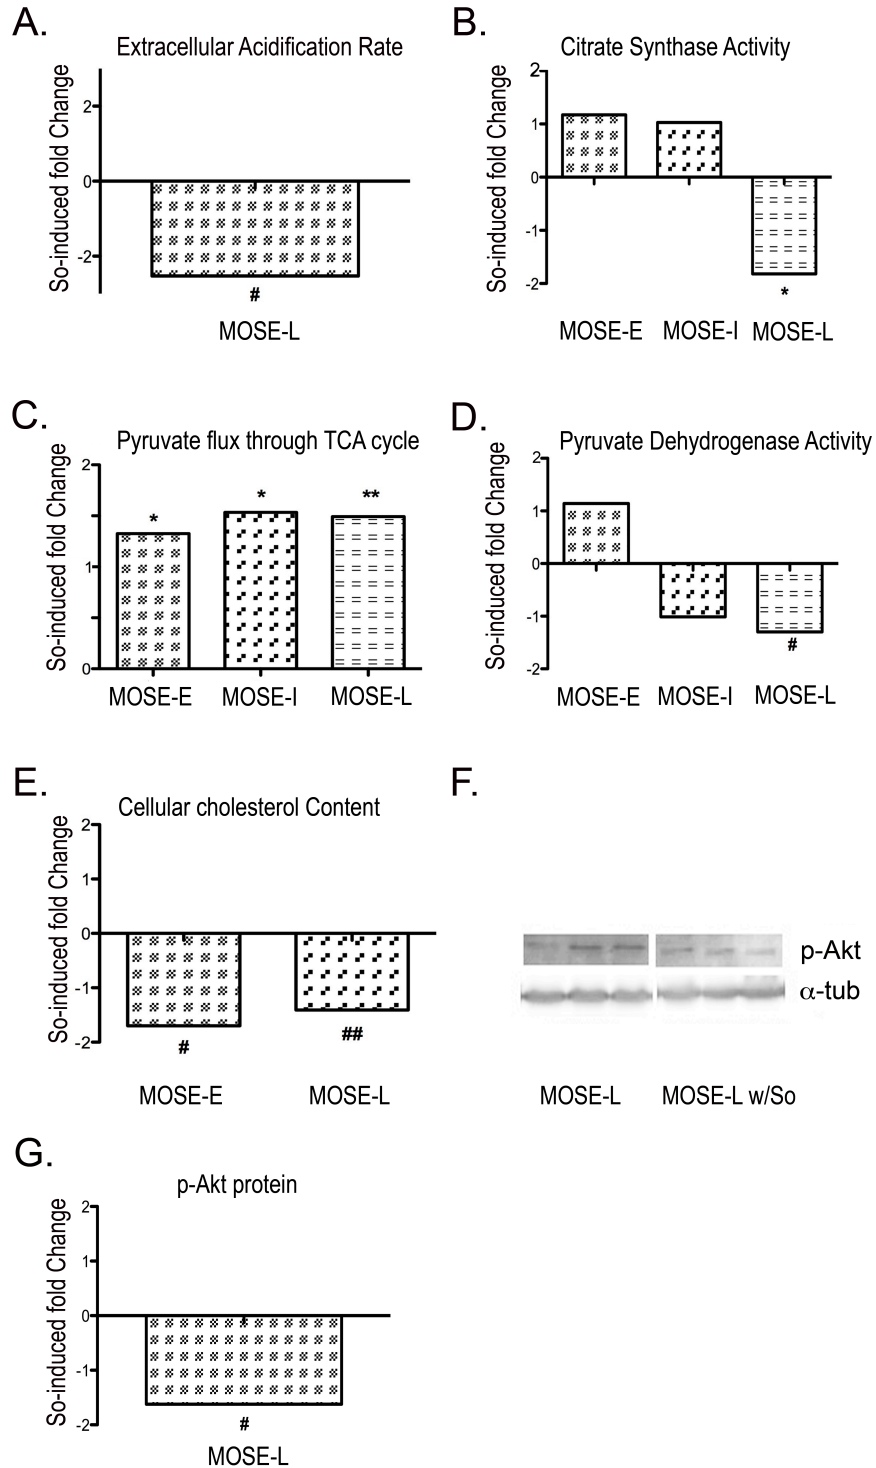 A.
Extracellular Acidification Rate
So-induced fold Change
2
0
-2
#
MOSE-L
B.
Citrate Synthase Activity
So-induced fold Change
2
1
0
-1
-2
*
MOSE-E MOSE-I MOSE-L
C.
Pyruvate flux through TCA cycle
So-induced fold Change
2
1
0
* * **
MOSE-E MOSE-I MOSE-L
D.
Pyruvate Dehydrogenase Activity
So-induced fold Change
2
1
0
-1
-2
#
MOSE-E MOSE-I MOSE-L
E.
Cellular cholesterol Content
So-induced fold Change
2
1
0
-1
-2
# ##
MOSE-E MOSE-L
F.
p-Akt
α-tub
MOSE-L MOSE-L w/So
G.
p-Akt protein
So-induced fold Change
2
1
0
-1
-2
#
MOSE-L